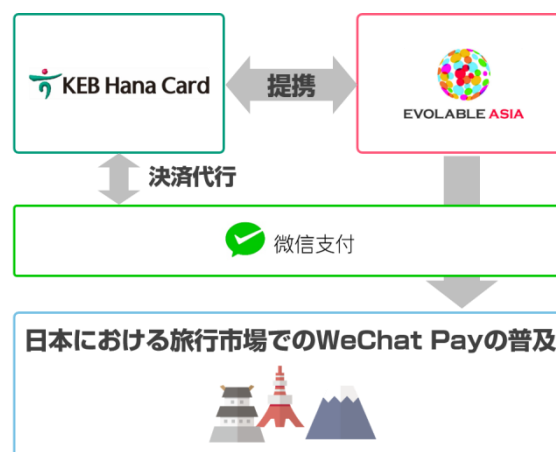 KEB Hana Card
提携
EVOLABLE ASIA
決済代行
微信支付
日本における旅行市場でのWeChat Payの普及